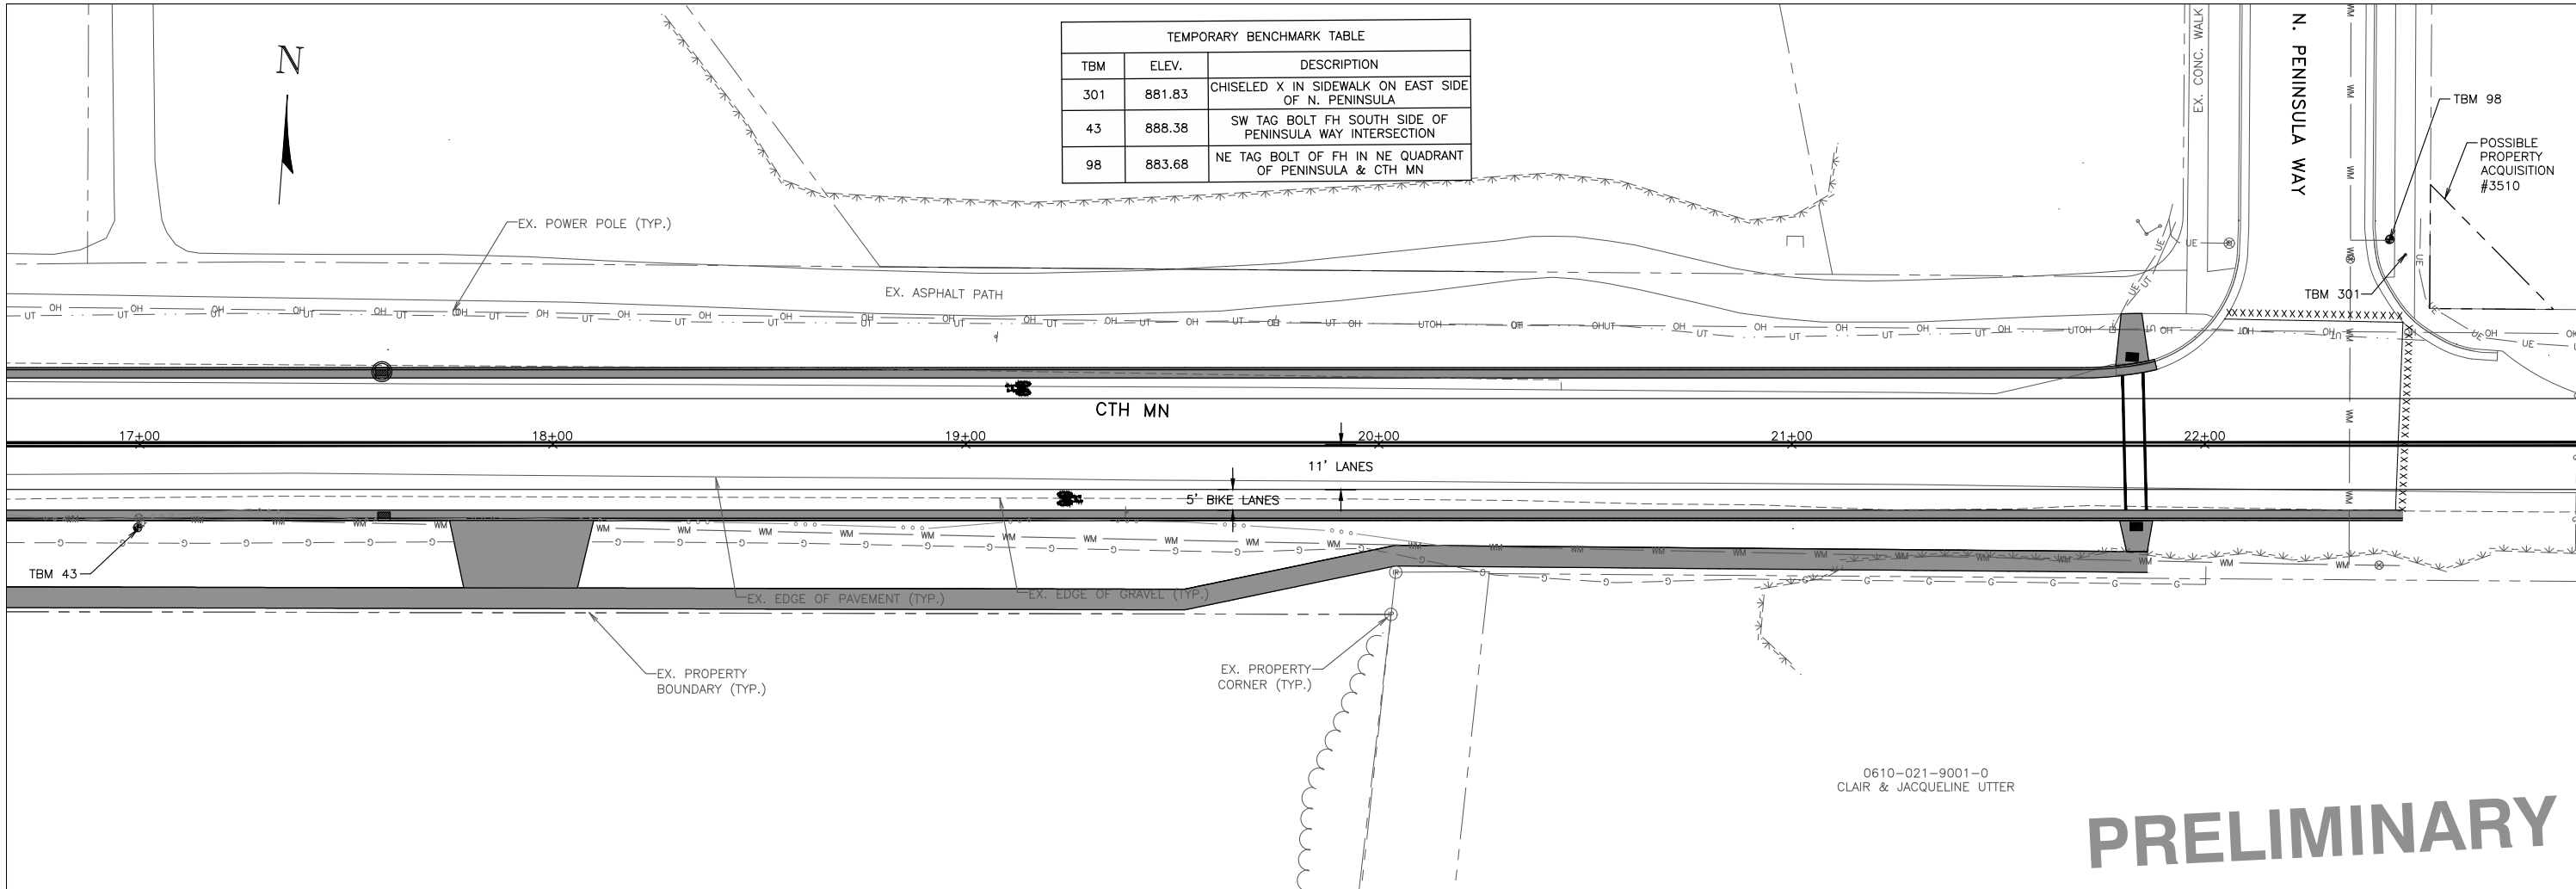 N
TEMPORARY BENCHMARK TABLE
TBM ELEV. DESCRIPTION
301 881.83 CHISELED X IN SIDEWALK ON EAST SIDE
OF N. PENINSULA
43 888.38 SW TAG BOLT FH SOUTH SIDE OF
PENINSULA WAY INTERSECTION
98 883.68 NE TAG BOLT OF FH IN NE QUADRANT
OF PENINSULA & CTH MN
EX. CONC. WALK
N. PENINSULA WAY
TBM 98
POSSIBLE
PROPERTY
ACQUISITION
#3510
TBM 301
EX. POWER POLE (TYP.)
EX. ASPHALT PATH
CTH MN
17+00 18+00 19+00 20+00 21+00 22+00
11' LANES
5' BIKE LANES
TBM 43
EX. EDGE OF PAVEMENT (TYP.)
EX. EDGE OF GRAVEL (TYP.)
EX. PROPERTY
BOUNDARY (TYP.)
EX. PROPERTY
CORNER (TYP.)
0610-021-9001-0
CLAIR & JACQUELINE UTTER
PRELIMINARY